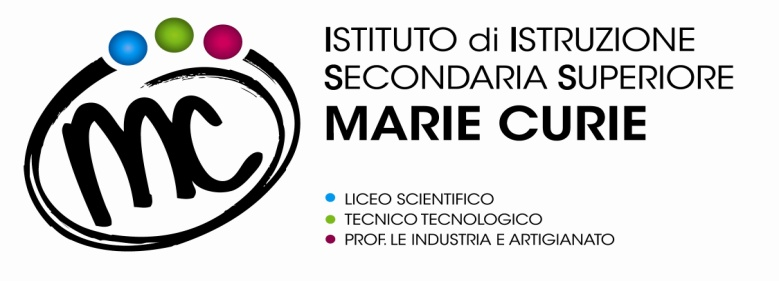 mc
ISTITUTO di ISTRUZIONE
SECONDARIA SUPERIORE
MARIE CURIE
LICEO SCIENTIFICO
TECNICO TECNOLOGICO
PROF. LE INDUSTRIA E ARTIGIANATO